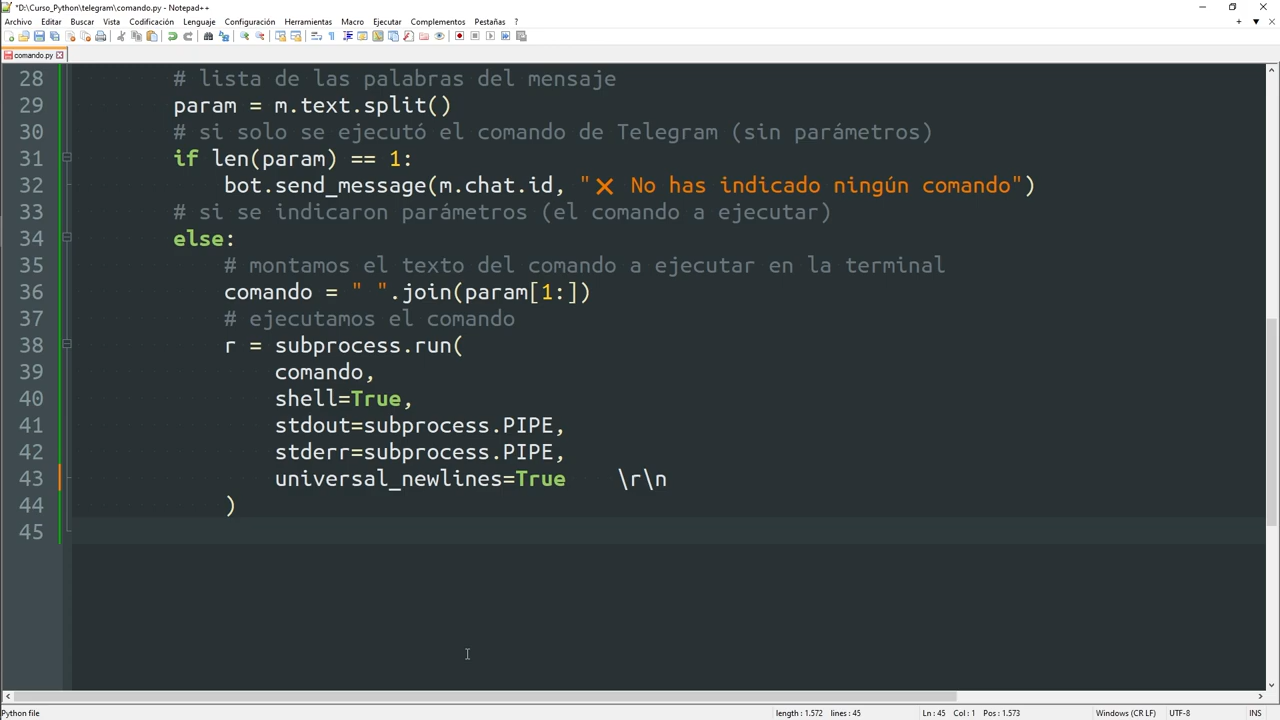 *D:\Curso_Python\telegram\comando.py - Notepad++
Archivo Editar Buscar Vista Codificación Lenguaje Configuración Herramientas Macro Ejecutar Complementos Pestañas ?
comando.py
28 # lista de las palabras del mensaje
29 param = m.text.split()
30 # si solo se ejecutó el comando de Telegram (sin parámetros)
31 if len(param) == 1:
32 bot.send_message(m.chat.id, "❌ No has indicado ningún comando")
33 # si se indicaron parámetros (el comando a ejecutar)
34 else:
35 # montamos el texto del comando a ejecutar en la terminal
36 comando = " ".join(param[1:])
37 # ejecutamos el comando
38 r = subprocess.run(
39 comando,
40 shell=True,
41 stdout=subprocess.PIPE,
42 stderr=subprocess.PIPE,
43 universal_newlines=True \r\n
44 )
45
Python file length : 1.572 lines : 45 Ln : 45 Col : 1 Pos : 1.573 Windows (CR LF) UTF-8 INS